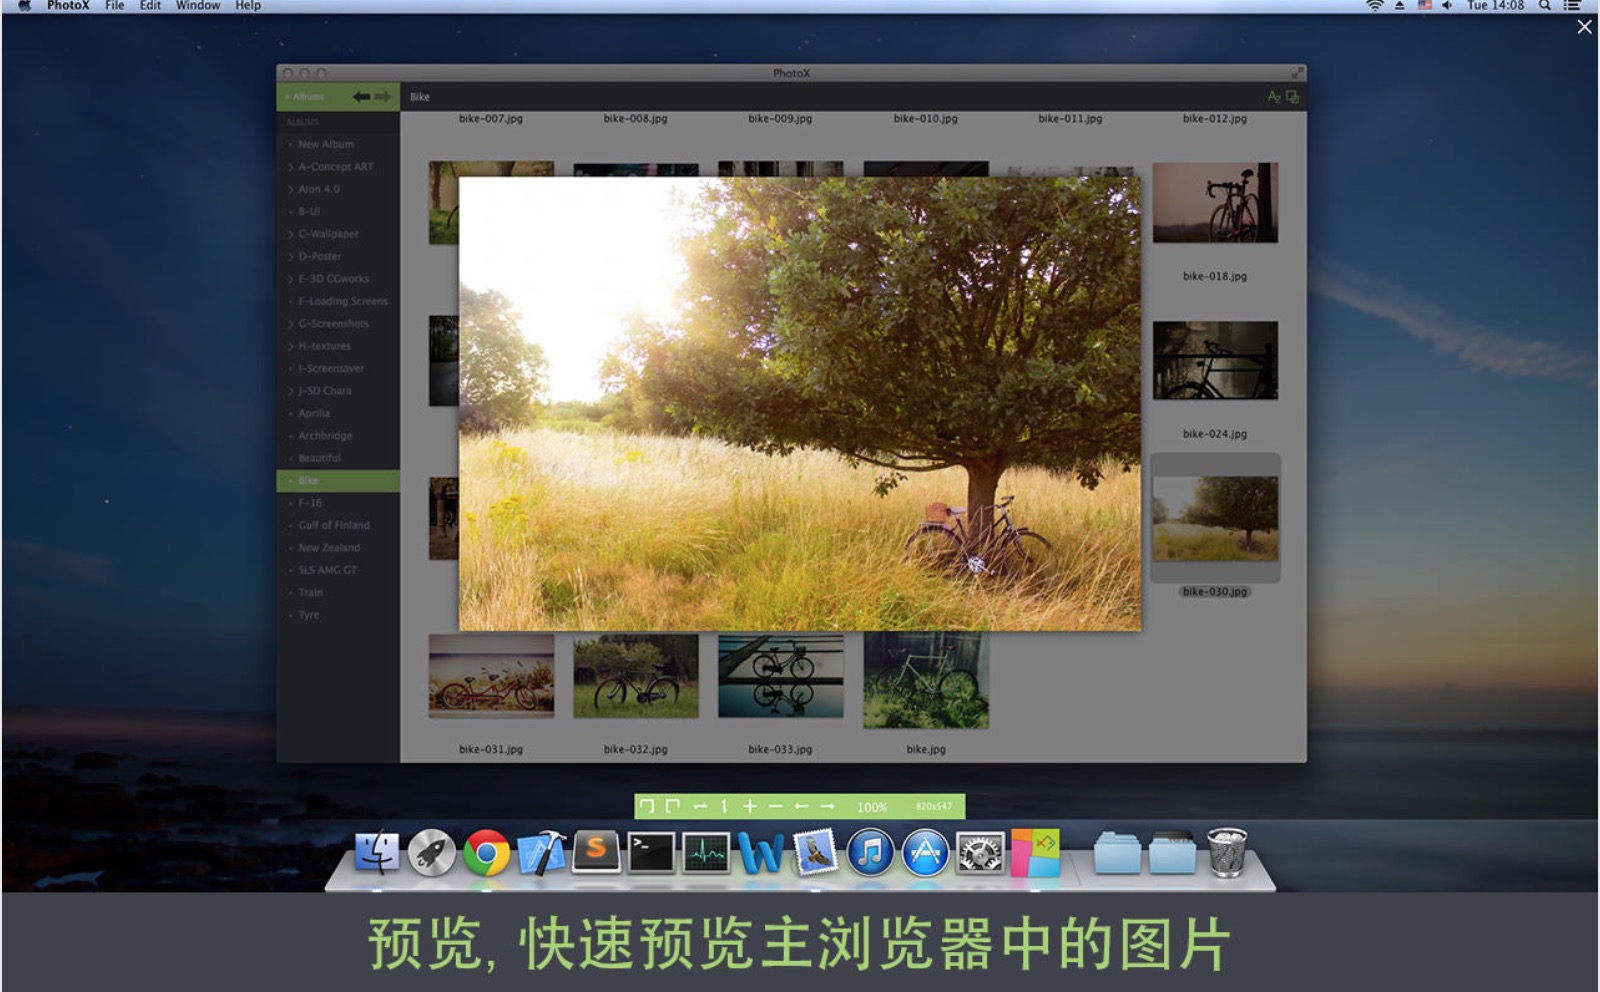 PhotoX File Edit Window Help Tue 14:08
PhotoX
+ Albums Bike
ALBUMS
New Album
A-Concept ART
Aion 4.0
B-UI
C-Wallpaper
D-Poster
E-3D CGworks
F-Loading Screens
G-Screenshots
H-textures
I-Screensaver
J-SD Chara
Aprilia
Archbridge
Beautiful
Bike
F-16
Gulf of Finland
New Zealand
SLS AMG GT
Train
Tyre
bike-007.jpg bike-008.jpg bike-009.jpg bike-010.jpg bike-011.jpg bike-012.jpg
bike-018.jpg
bike-024.jpg
bike-030.jpg
bike-031.jpg bike-032.jpg bike-033.jpg bike.jpg
100% 820x547
预览, 快速预览主浏览器中的图片